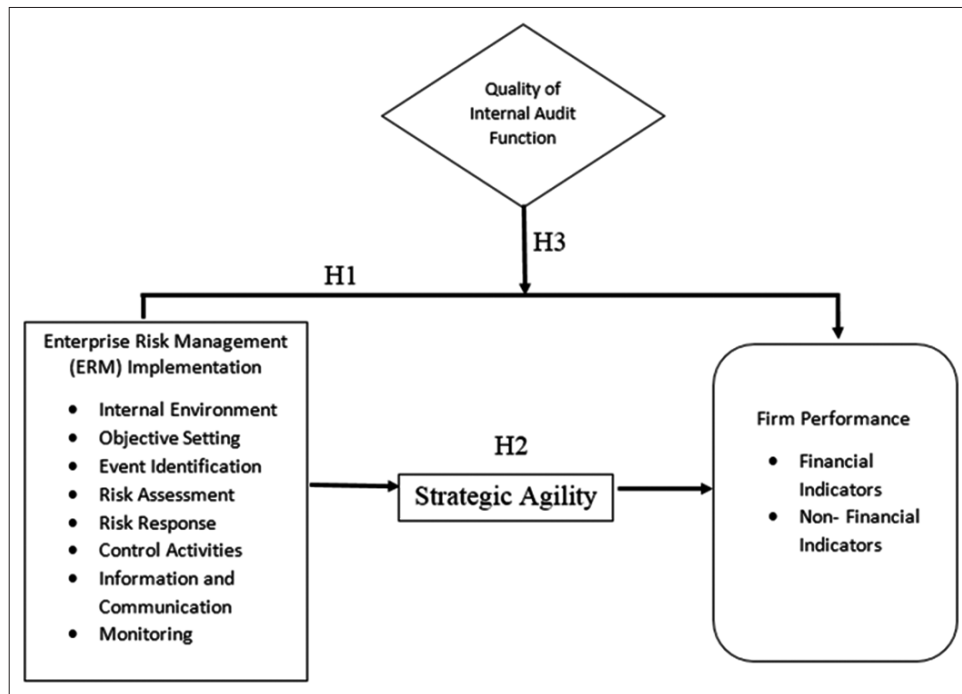 Quality of
Internal Audit
Function
H3
H1
Enterprise Risk Management
(ERM) Implementation
• Internal Environment
• Objective Setting
• Event Identification
• Risk Assessment
• Risk Response
• Control Activities
• Information and
Communication
• Monitoring
H2
Strategic Agility
Firm Performance
• Financial
Indicators
• Non- Financial
Indicators